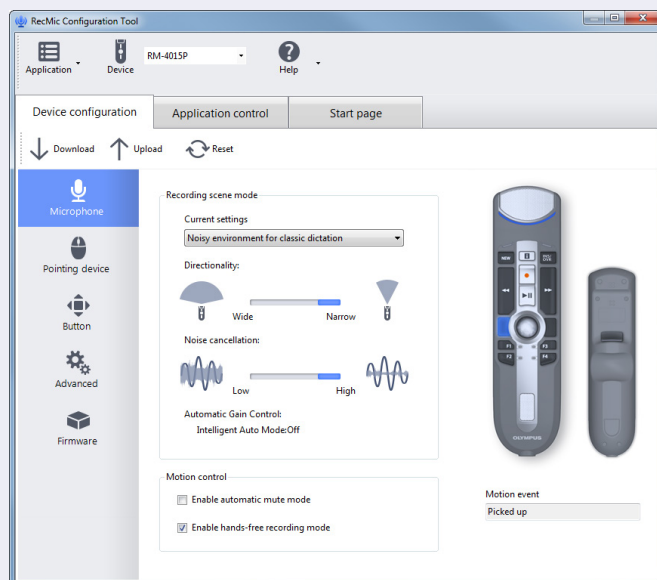 RecMic Configuration Tool
Application
Device
RM-4015P
Help
Device configuration
Application control
Start page
Download
Upload
Reset
Microphone
Pointing device
Button
Advanced
Firmware
Recording scene mode
Current settings
Noisy environment for classic dictation
Directionality:
Wide
Narrow
Noise cancellation:
Low
High
Automatic Gain Control:
Intelligent Auto Mode:Off
Motion control
Enable automatic mute mode
Enable hands-free recording mode
NEW
INS/
OVR.
F1
F3
F2
F4
OLYMPUS
Motion event
Picked up